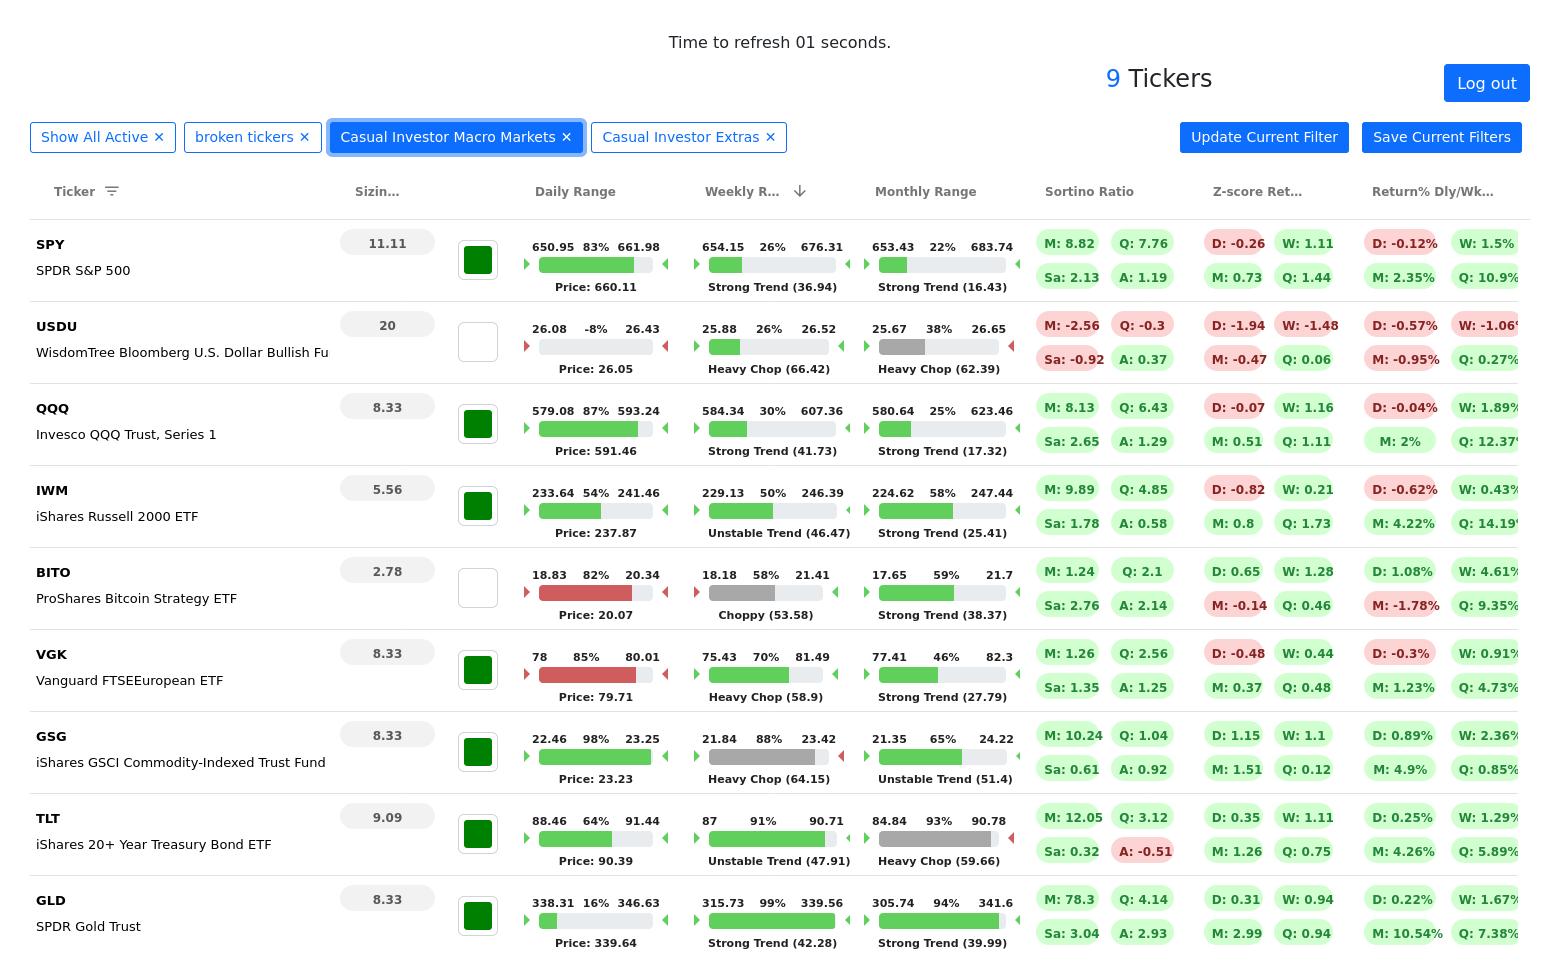 Time to refresh 01 seconds.
9 Tickers
Log out
Show All Active ✕ broken tickers ✕ Casual Investor Macro Markets ✕ Casual Investor Extras ✕ Update Current Filter Save Current Filters
Ticker Sizin... Daily Range Weekly R... Monthly Range Sortino Ratio Z-score Ret... Return% Dly/Wk...
SPY 11.11 650.95 83% 661.98 654.15 26% 676.31 653.43 22% 683.74 M: 8.82 Q: 7.76 D: -0.26 W: 1.11 D: -0.12% W: 1.5%
SPDR S&P 500 Price: 660.11 Strong Trend (36.94) Strong Trend (16.43) Sa: 2.13 A: 1.19 M: 0.73 Q: 1.44 M: 2.35% Q: 10.9%
USDU 20 26.08 -8% 26.43 25.88 26% 26.52 25.67 38% 26.65 M: -2.56 Q: -0.3 D: -1.94 W: -1.48 D: -0.57% W: -1.06%
WisdomTree Bloomberg U.S. Dollar Bullish Fu Price: 26.05 Heavy Chop (66.42) Heavy Chop (62.39) Sa: -0.92 A: 0.37 M: -0.47 Q: 0.06 M: -0.95% Q: 0.27%
QQQ 8.33 579.08 87% 593.24 584.34 30% 607.36 580.64 25% 623.46 M: 8.13 Q: 6.43 D: -0.07 W: 1.16 D: -0.04% W: 1.89%
Invesco QQQ Trust, Series 1 Price: 591.46 Strong Trend (41.73) Strong Trend (17.32) Sa: 2.65 A: 1.29 M: 0.51 Q: 1.11 M: 2% Q: 12.37%
IWM 5.56 233.64 54% 241.46 229.13 50% 246.39 224.62 58% 247.44 M: 9.89 Q: 4.85 D: -0.82 W: 0.21 D: -0.62% W: 0.43%
iShares Russell 2000 ETF Price: 237.87 Unstable Trend (46.47) Strong Trend (25.41) Sa: 1.78 A: 0.58 M: 0.8 Q: 1.73 M: 4.22% Q: 14.19%
BITO 2.78 18.83 82% 20.34 18.18 58% 21.41 17.65 59% 21.7 M: 1.24 Q: 2.1 D: 0.65 W: 1.28 D: 1.08% W: 4.61%
ProShares Bitcoin Strategy ETF Price: 20.07 Choppy (53.58) Strong Trend (38.37) Sa: 2.76 A: 2.14 M: -0.14 Q: 0.46 M: -1.78% Q: 9.35%
VGK 8.33 78 85% 80.01 75.43 70% 81.49 77.41 46% 82.3 M: 1.26 Q: 2.56 D: -0.48 W: 0.44 D: -0.3% W: 0.91%
Vanguard FTSEEuropean ETF Price: 79.71 Heavy Chop (58.9) Strong Trend (27.79) Sa: 1.35 A: 1.25 M: 0.37 Q: 0.48 M: 1.23% Q: 4.73%
GSG 8.33 22.46 98% 23.25 21.84 88% 23.42 21.35 65% 24.22 M: 10.24 Q: 1.04 D: 1.15 W: 1.1 D: 0.89% W: 2.36%
iShares GSCI Commodity-Indexed Trust Fund Price: 23.23 Heavy Chop (64.15) Unstable Trend (51.4) Sa: 0.61 A: 0.92 M: 1.51 Q: 0.12 M: 4.9% Q: 0.85%
TLT 9.09 88.46 64% 91.44 87 91% 90.71 84.84 93% 90.78 M: 12.05 Q: 3.12 D: 0.35 W: 1.11 D: 0.25% W: 1.29%
iShares 20+ Year Treasury Bond ETF Price: 90.39 Unstable Trend (47.91) Heavy Chop (59.66) Sa: 0.32 A: -0.51 M: 1.26 Q: 0.75 M: 4.26% Q: 5.89%
GLD 8.33 338.31 16% 346.63 315.73 99% 339.56 305.74 94% 341.6 M: 78.3 Q: 4.14 D: 0.31 W: 0.94 D: 0.22% W: 1.67%
SPDR Gold Trust Price: 339.64 Strong Trend (42.28) Strong Trend (39.99) Sa: 3.04 A: 2.93 M: 2.99 Q: 0.94 M: 10.54% Q: 7.38%